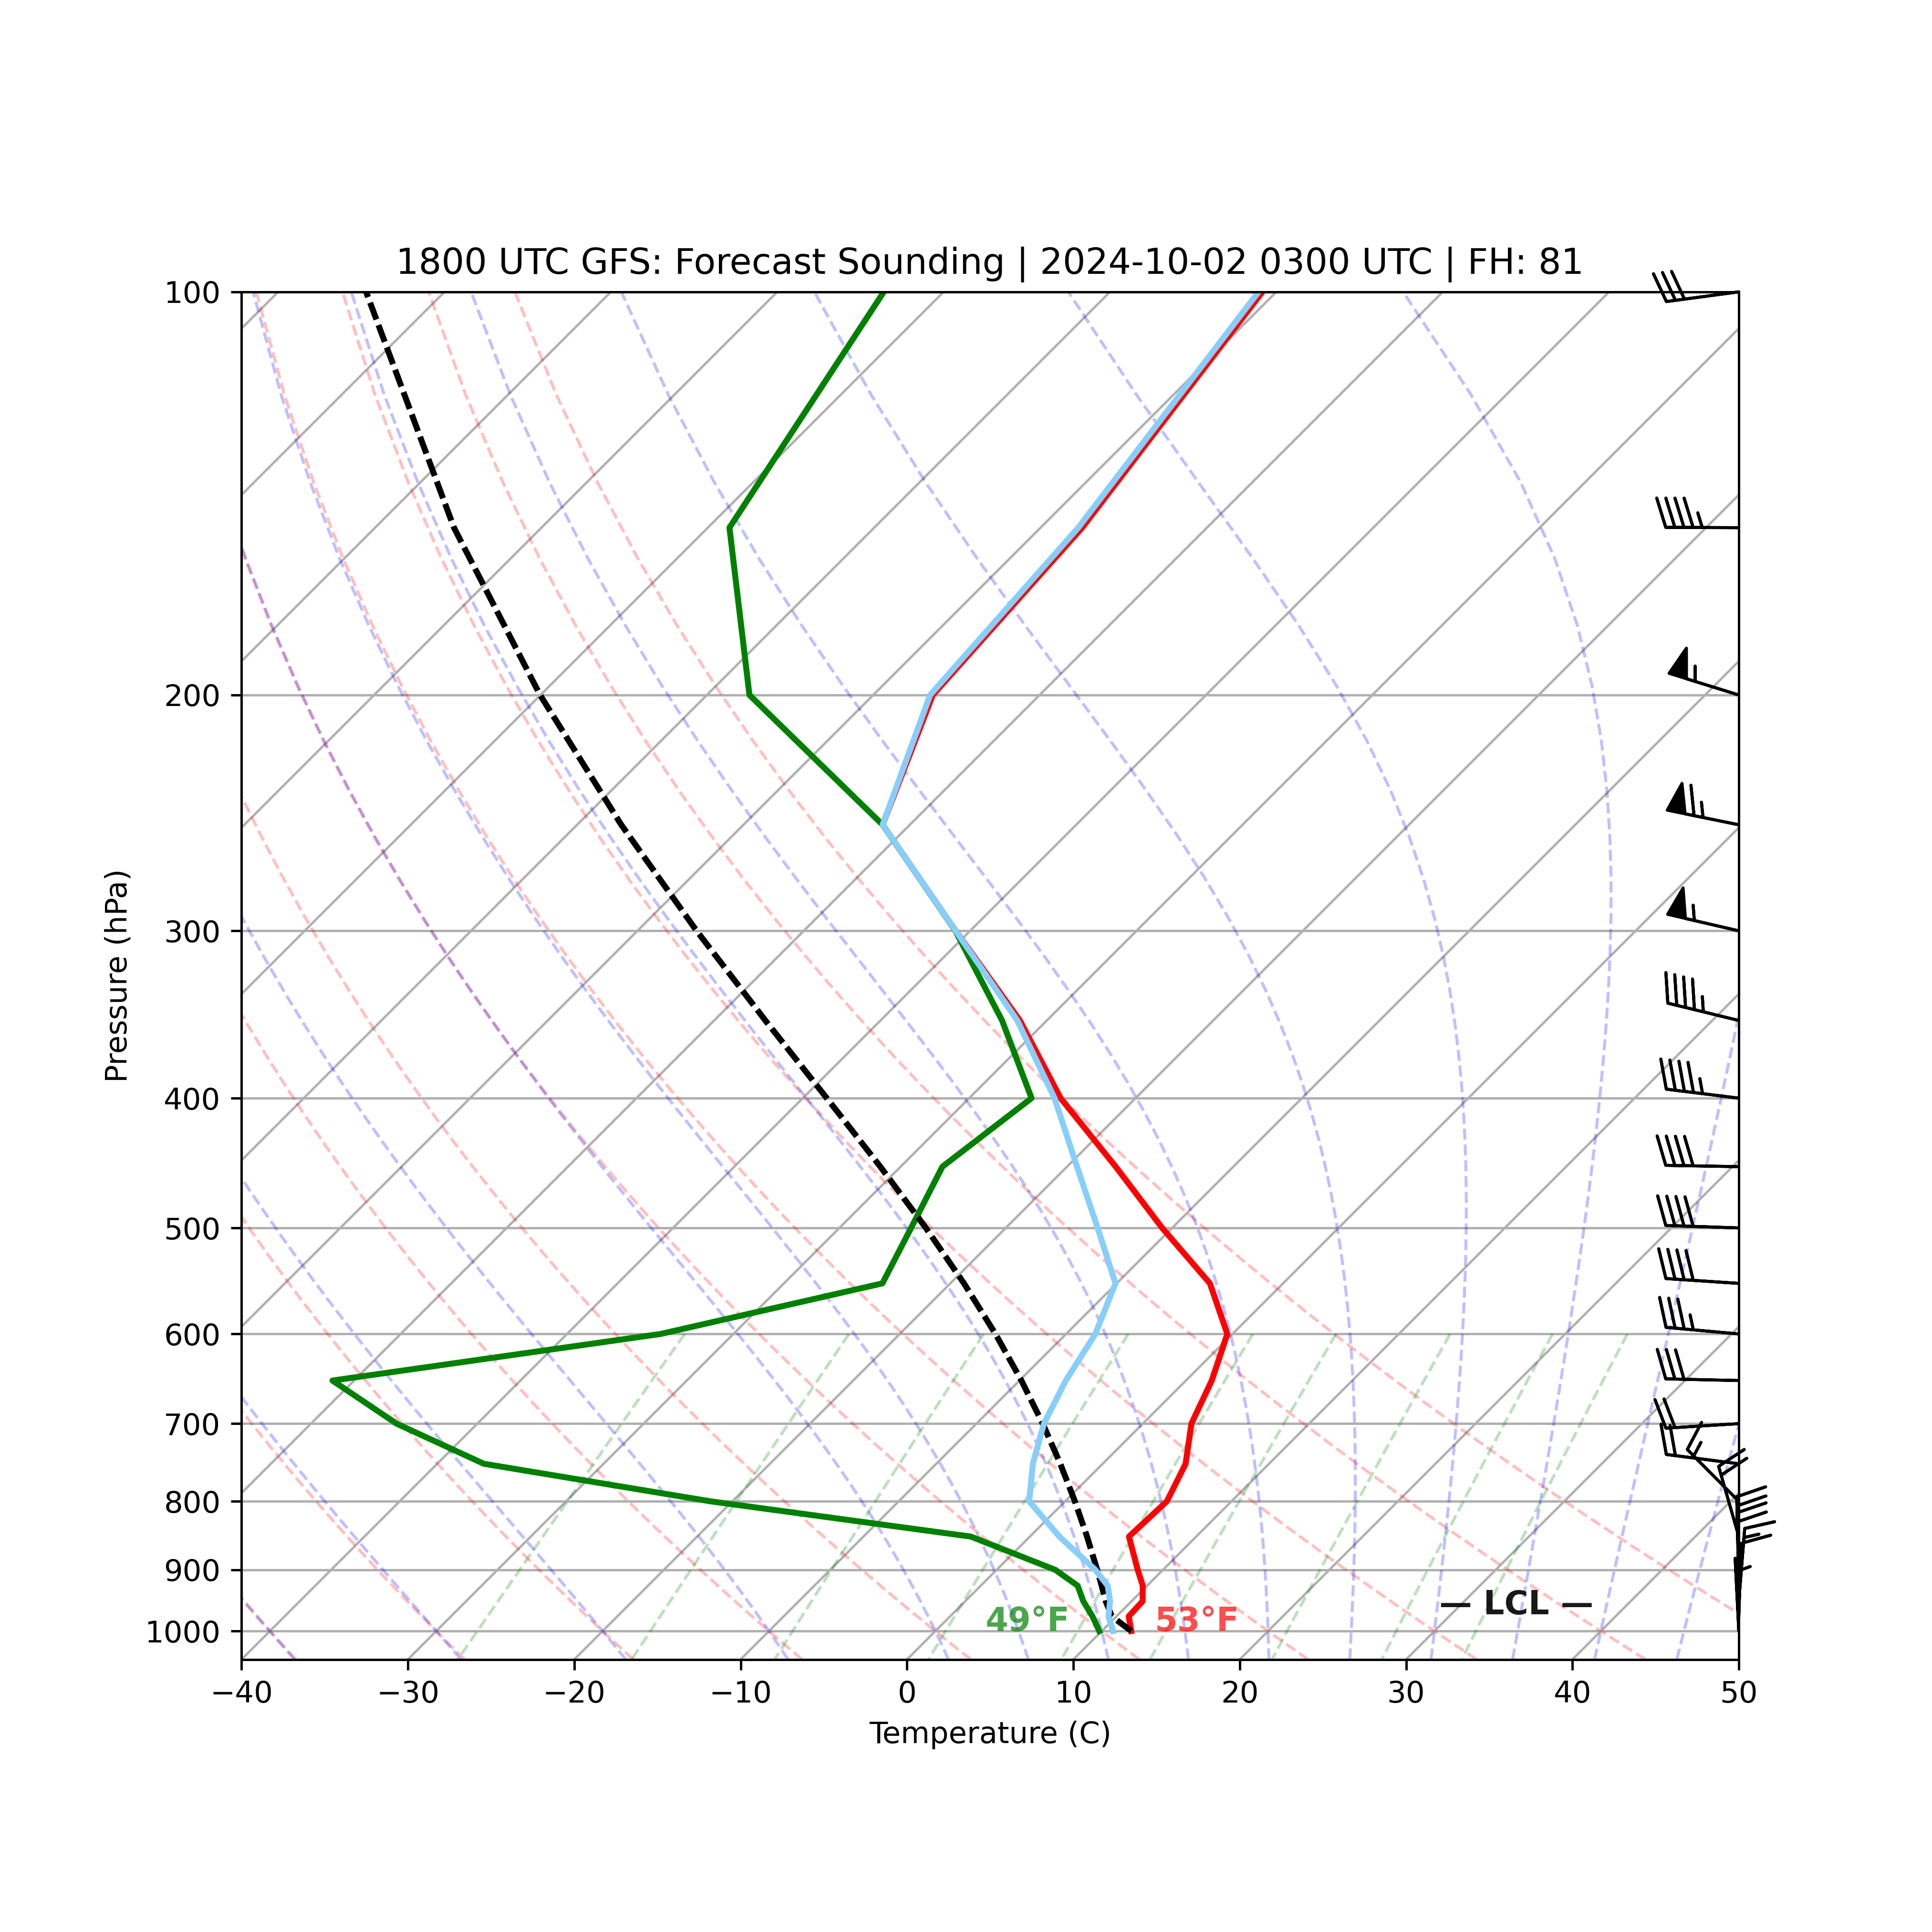 1800 UTC GFS: Forecast Sounding | 2024-10-02 0300 UTC | FH: 81
100
200
300
400
500
600
700
800
900
1000
Pressure (hPa)
49°F
53°F
— LCL —
−40 −30 −20 −10 0 10 20 30 40 50
Temperature (C)